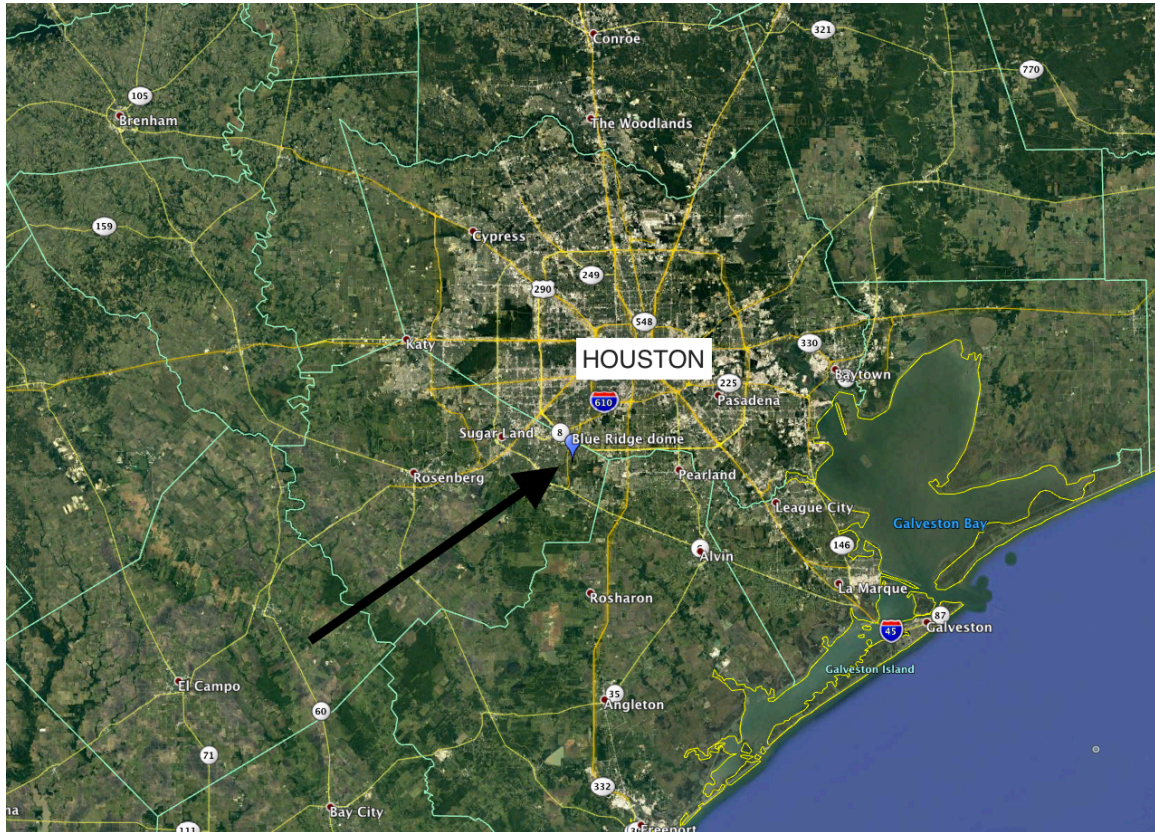 Conroe
321
770
105
Brenham
The Woodlands
159
Cypress
249
290
548
HOUSTON
330
Katy
225
Baytown
610
Pasadena
8
Sugar Land
Blue Ridge dome
Rosenberg
Pearland
League City
Galveston Bay
146
Alvin
La Marque
Rosharon
87
45
Galveston
Galveston Island
El Campo
35
Angleton
60
71
332
Bay City
111
Freeport